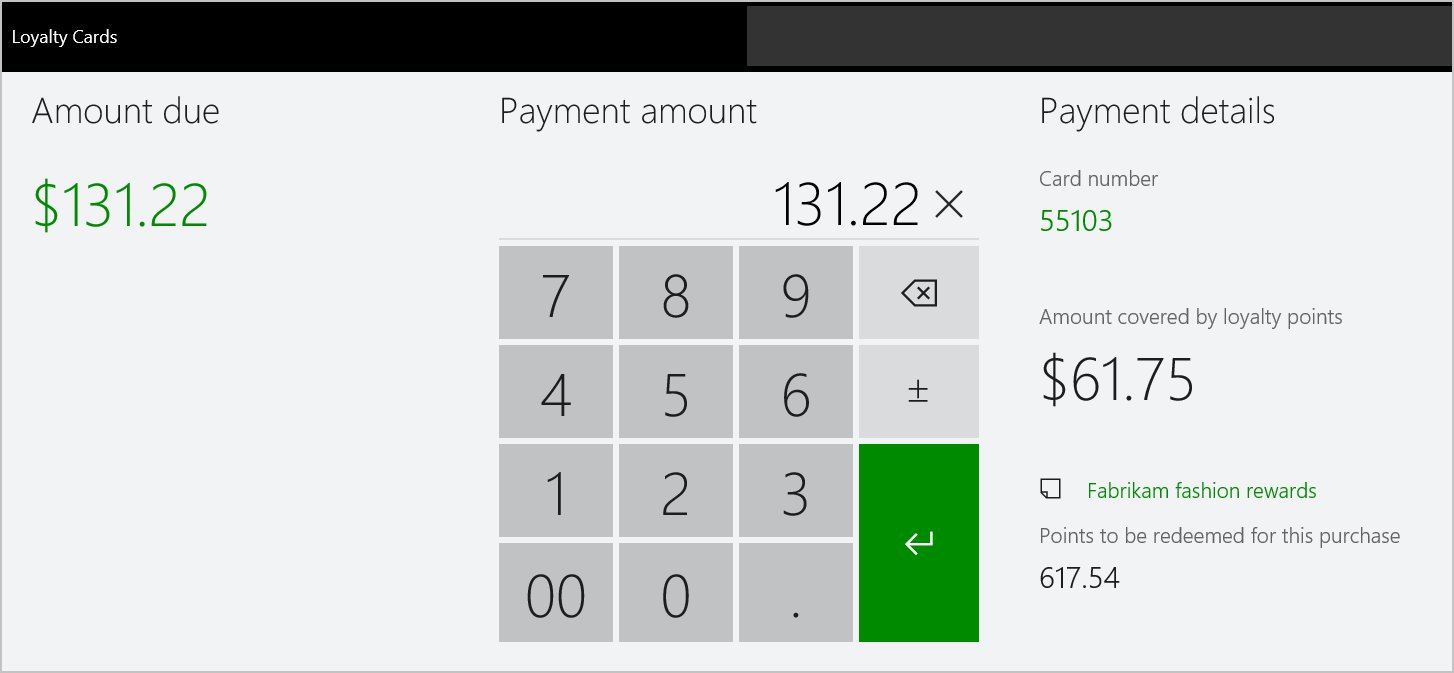 Loyalty Cards
Amount due
$131.22
Payment amount
131.22
7 8 9
4 5 6 ±
1 2 3
00 0 .
Payment details
Card number
55103
Amount covered by loyalty points
$61.75
Fabrikam fashion rewards
Points to be redeemed for this purchase
617.54